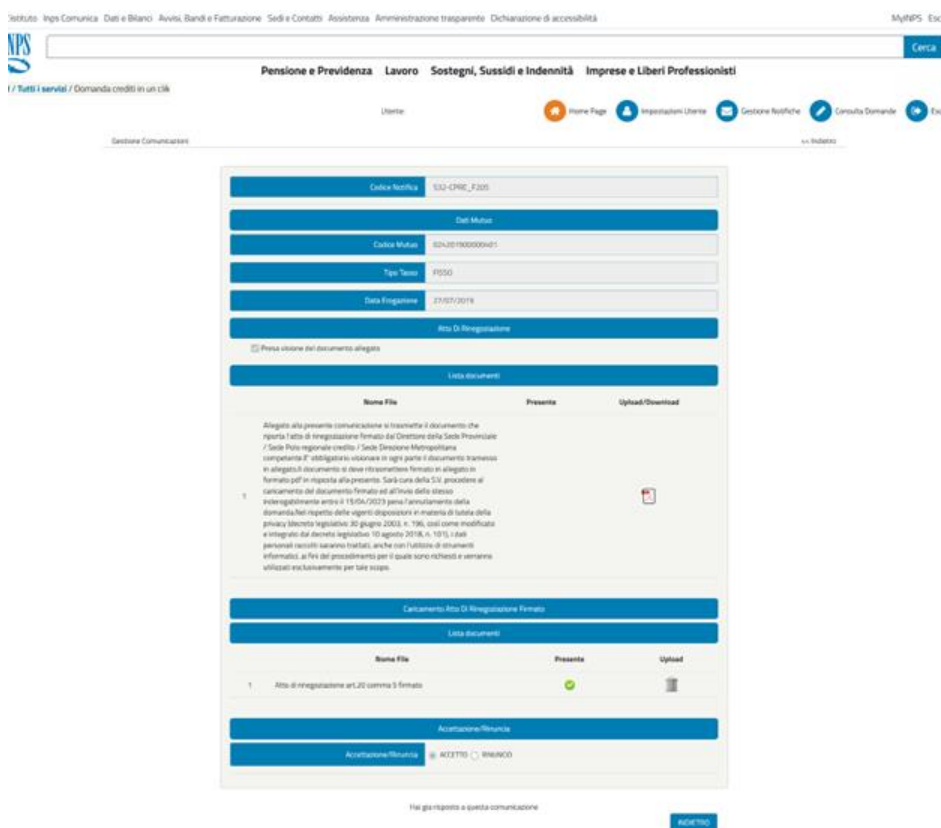 Istituto Inps Comunica Dati e Bilanci Avvisi, Bandi e Fatturazione Sedi e Contatti Assistenza Amministrazione trasparente Dichiarazione di accessibilità MyINPS Esc
NPS
Cerca
Pensione e Previdenza Lavoro Sostegni, Sussidi e Indennità Imprese e Liberi Professionisti
/ Tutti i servizi / Domanda crediti in un clik
Utente: Home Page Impostazioni Utente Gestione Notifiche Consulta Domande
Gestione Comunicazioni << Indietro
Codice Notifica 532-CPRE_F205
Dati Mutuo
Codice Mutuo
Tipo Tasso FISSO
Data Erogazione 27/07/2019
Atto Di Rinegoziazione
Presa visione del documento allegato
Lista documenti
Nome File Presente Upload/Download
1
Allegato alla presente comunicazione si trasmette il documento che
riporta l'atto di rinegoziazione firmato dal Direttore della Sede Provinciale
/ Sede Polo regionale credito / Sede Direzione Metropolitana
competente.E' obbligatorio visionare in ogni parte il documento trasmesso
in allegato.Il documento si deve ritrasmettere firmato in allegato in
formato pdf in risposta alla presente. Sarà cura della S.V. procedere al
caricamento del documento firmato ed all'invio dello stesso
inderogabilmente entro il 15/04/2023 pena l'annullamento della
domanda.Nel rispetto delle vigenti disposizioni in materia di tutela della
privacy (decreto legislativo 30 giugno 2003, n. 196, così come modificato
e integrato dal decreto legislativo 10 agosto 2018, n. 101), i dati
personali raccolti saranno trattati, anche con l'utilizzo di strumenti
informatici, ai fini del procedimento per il quale sono richiesti e verranno
utilizzati esclusivamente per tale scopo.
Caricamento Atto Di Rinegoziazione Firmato
Lista documenti
Nome File Presente Upload
1 Atto di rinegoziazione art.20 comma 5 firmato
Accettazione/Rinuncia
Accettazione/Rinuncia ACCETTO RINUNCIO
Hai già risposto a questa comunicazione
INDIETRO